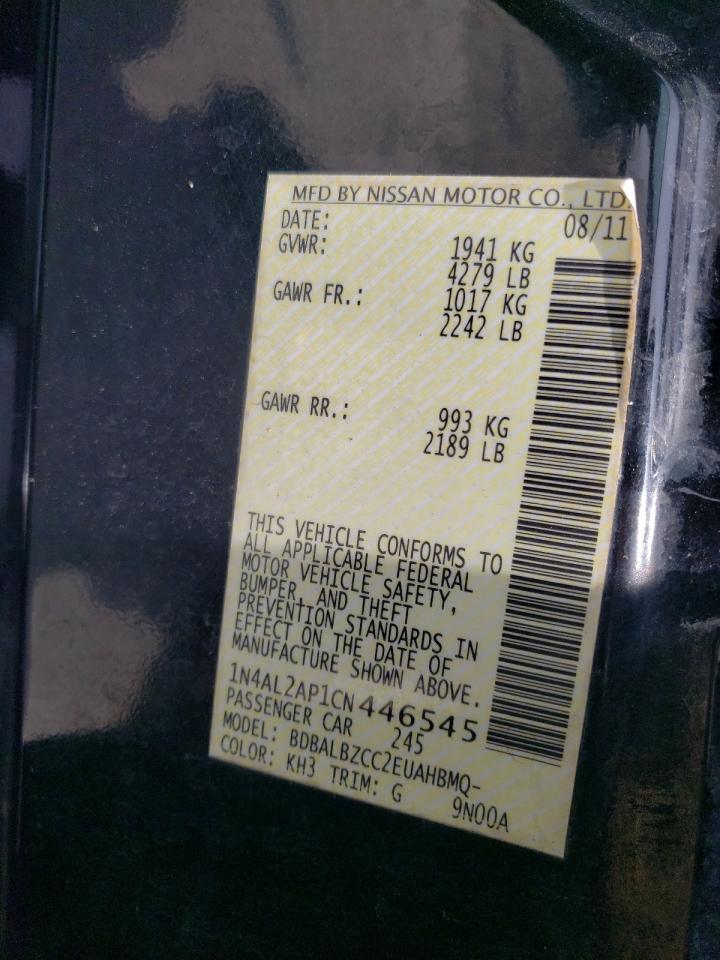 MFD BY NISSAN MOTOR CO., LTD.
DATE: 08/11
GVWR: 1941 KG
4279 LB
GAWR FR.: 1017 KG
2242 LB
GAWR RR.: 993 KG
2189 LB
THIS VEHICLE CONFORMS TO
ALL APPLICABLE FEDERAL
MOTOR VEHICLE SAFETY,
BUMPER, AND THEFT
PREVENTION STANDARDS IN
EFFECT ON THE DATE OF
MANUFACTURE SHOWN ABOVE.
1N4AL2AP1CN446545
PASSENGER CAR 245
MODEL: BDBALBZCC2EUAHBMQ-
COLOR: KH3 TRIM: G 9N00A